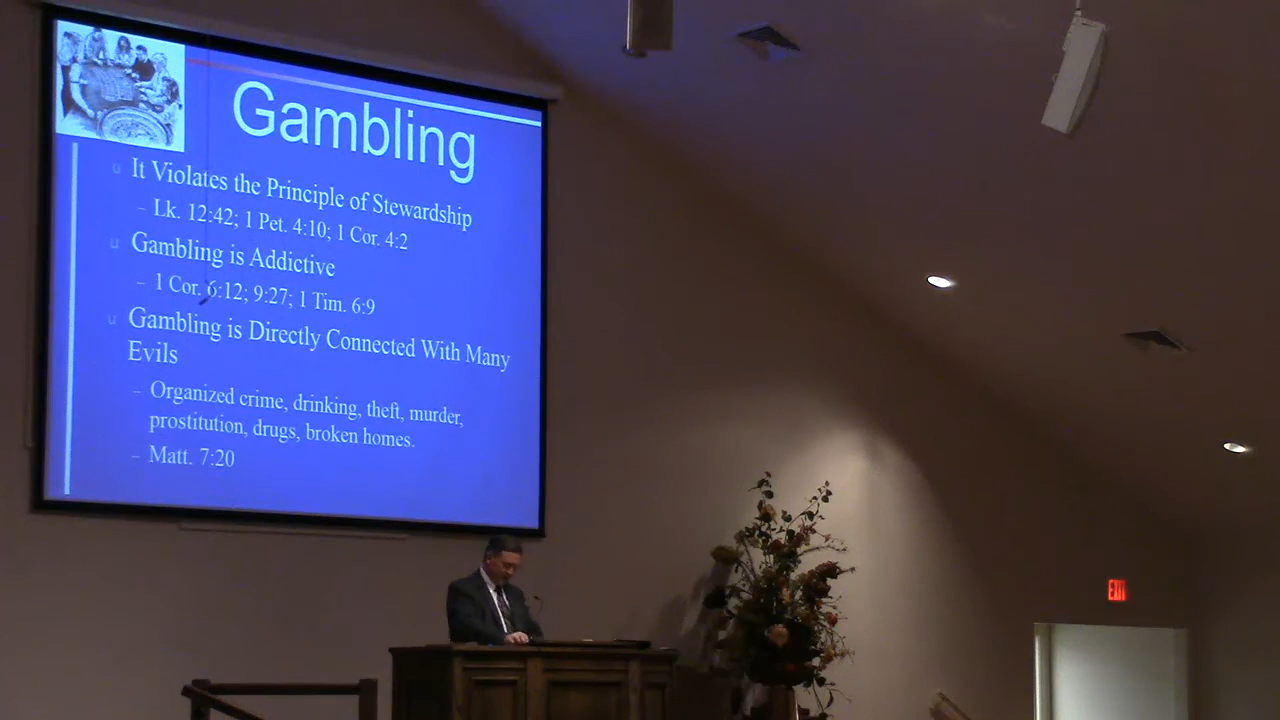 Gambling
u It Violates the Principle of Stewardship
– Lk. 12:42; 1 Pet. 4:10; 1 Cor. 4:2
u Gambling is Addictive
– 1 Cor. 6:12; 9:27; 1 Tim. 6:9
u Gambling is Directly Connected With Many
Evils
– Organized crime, drinking, theft, murder,
prostitution, drugs, broken homes.
– Matt. 7:20
EXIT